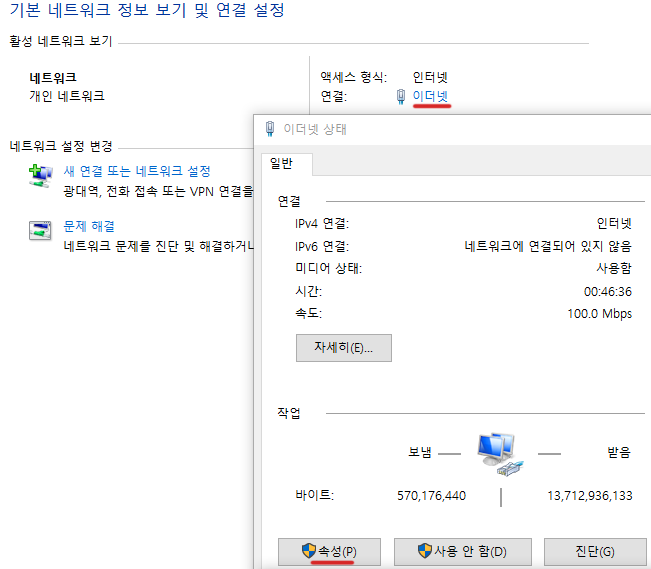 기본 네트워크 정보 보기 및 연결 설정
활성 네트워크 보기
네트워크
개인 네트워크
액세스 형식: 인터넷
연결: 이더넷
네트워크 설정 변경
새 연결 또는 네트워크 설정
광대역, 전화 접속 또는 VPN 연결을
문제 해결
네트워크 문제를 진단 및 해결하거나
이더넷 상태
일반
연결
IPv4 연결: 인터넷
IPv6 연결: 네트워크에 연결되어 있지 않음
미디어 상태: 사용함
시간: 00:46:36
속도: 100.0 Mbps
자세히(E)...
작업
보냄 받음
바이트: 570,176,440 13,712,936,133
속성(P) 사용 안 함(D) 진단(G)